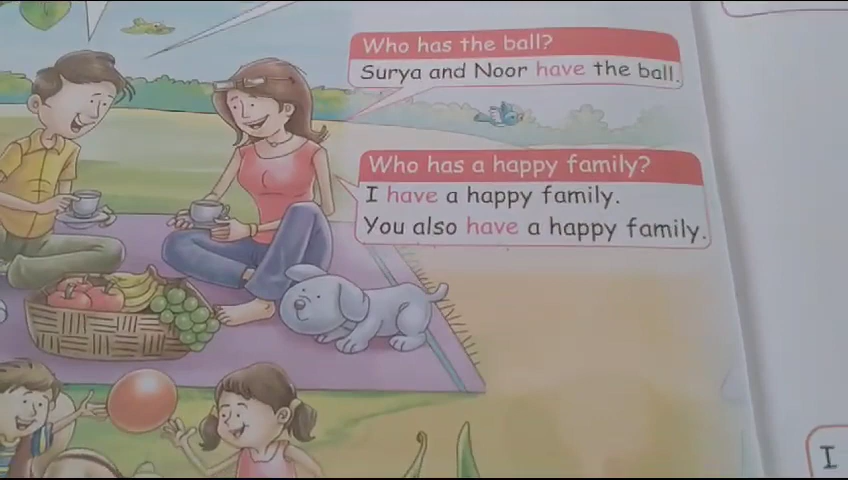 Who has the ball?
Surya and Noor have the ball.
Who has a happy family?
I have a happy family.
You also have a happy family.
I